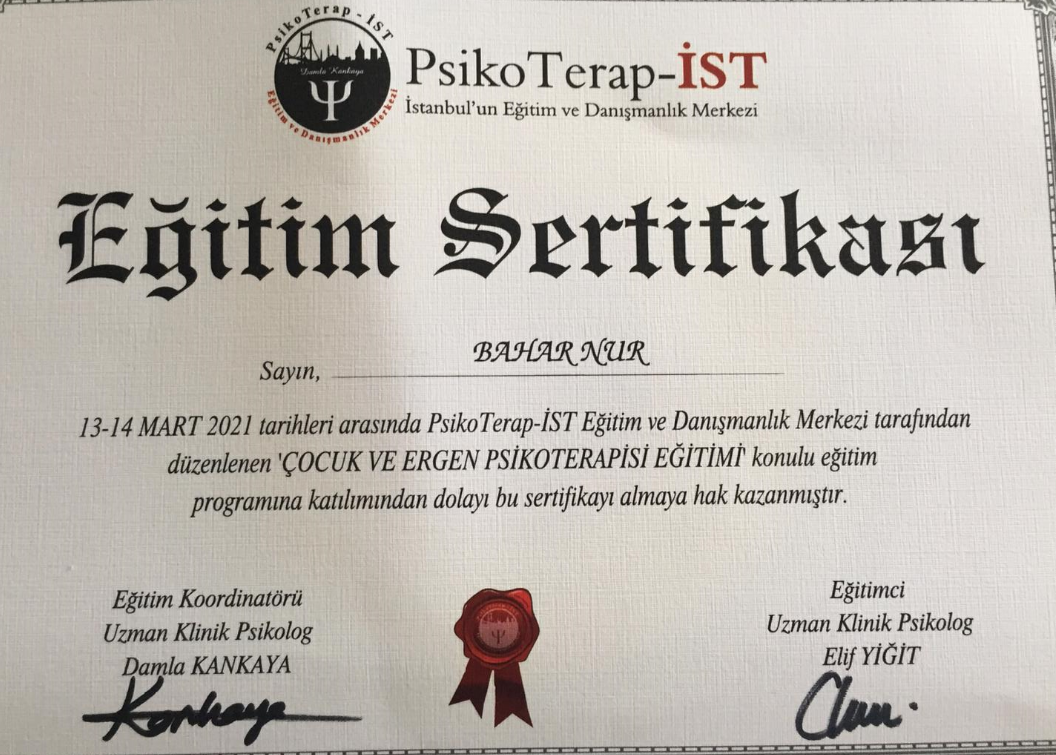 PsikoTerap - İST
Damla Kankaya
Eğitim ve Danışmanlık Merkezi
PsikoTerap-İST
İstanbul'un Eğitim ve Danışmanlık Merkezi
Eğitim Sertifikası
BAHAR NUR
Sayın,
13-14 MART 2021 tarihleri arasında PsikoTerap-İST Eğitim ve Danışmanlık Merkezi tarafından
düzenlenen 'ÇOCUK VE ERGEN PSİKOTERAPİSİ EĞİTİMİ' konulu eğitim
programına katılımından dolayı bu sertifikayı almaya hak kazanmıştır.
Eğitim Koordinatörü
Uzman Klinik Psikolog
Damla KANKAYA
Kankaya
Eğitimci
Uzman Klinik Psikolog
Elif YİĞİT